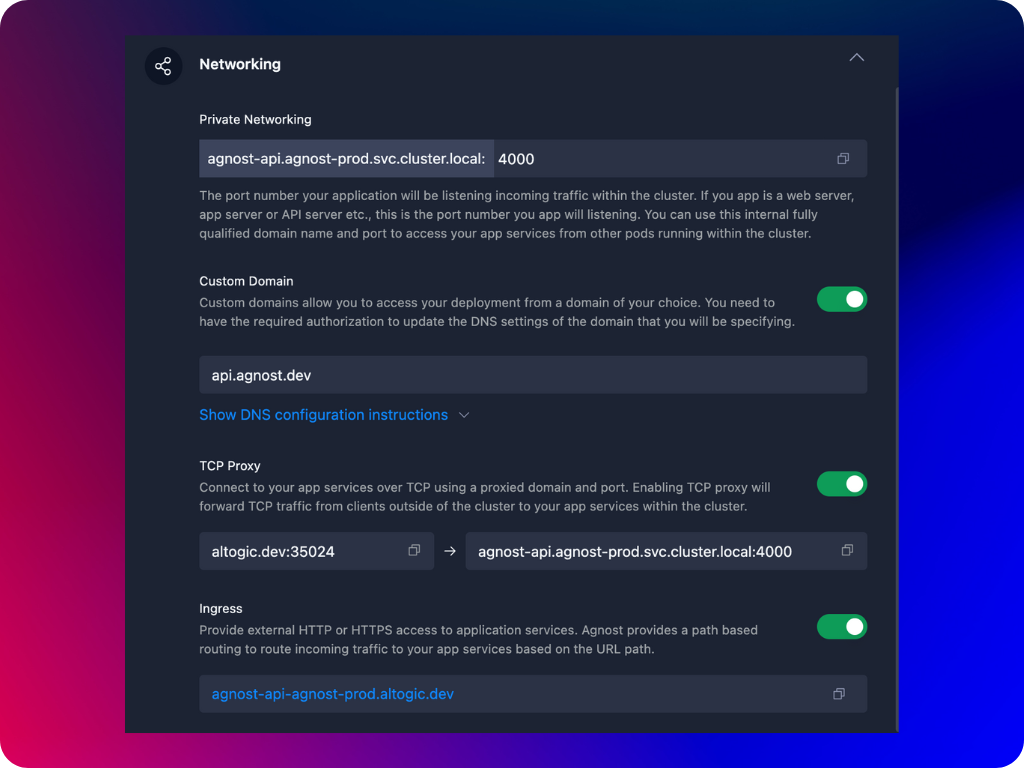 Networking
Private Networking
agnost-api.agnost-prod.svc.cluster.local: 4000
The port number your application will be listening incoming traffic within the cluster. If you app is a web server,
app server or API server etc., this is the port number you app will listening. You can use this internal fully
qualified domain name and port to access your app services from other pods running within the cluster.
Custom Domain
Custom domains allow you to access your deployment from a domain of your choice. You need to
have the required authorization to update the DNS settings of the domain that you will be specifying.
api.agnost.dev
Show DNS configuration instructions
TCP Proxy
Connect to your app services over TCP using a proxied domain and port. Enabling TCP proxy will
forward TCP traffic from clients outside of the cluster to your app services within the cluster.
altogic.dev:35024 → agnost-api.agnost-prod.svc.cluster.local:4000
Ingress
Provide external HTTP or HTTPS access to application services. Agnost provides a path based
routing to route incoming traffic to your app services based on the URL path.
agnost-api-agnost-prod.altogic.dev